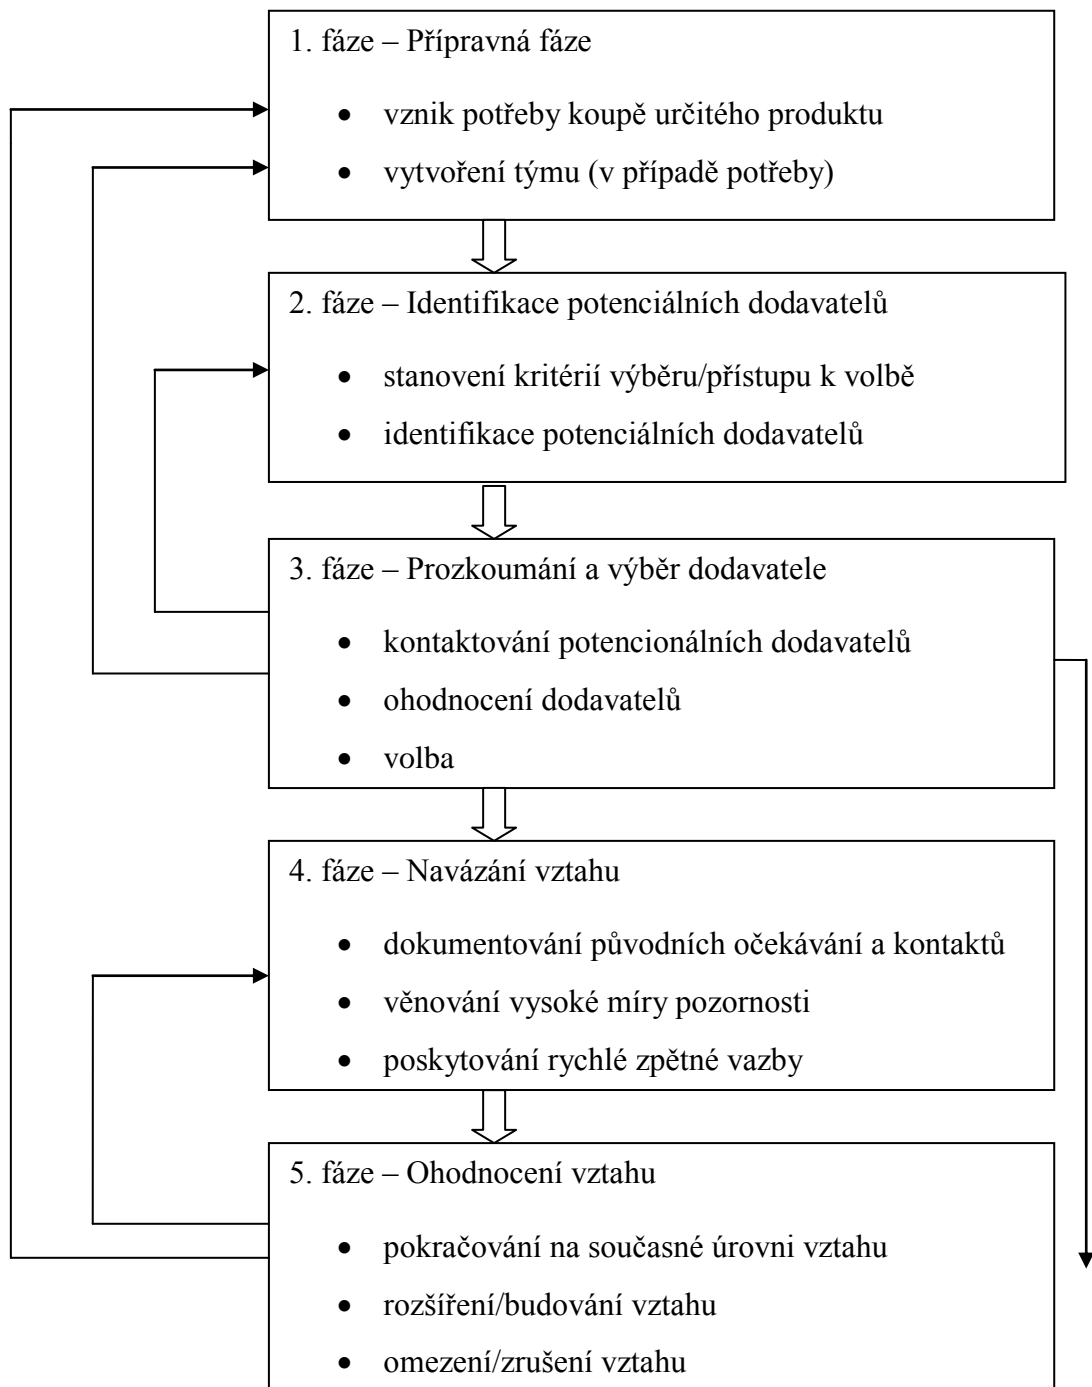 1. fáze – Přípravná fáze
• vznik potřeby koupě určitého produktu
• vytvoření týmu (v případě potřeby)
2. fáze – Identifikace potenciálních dodavatelů
• stanovení kritérií výběru/přístupu k volbě
• identifikace potenciálních dodavatelů
3. fáze – Prozkoumání a výběr dodavatele
• kontaktování potencionálních dodavatelů
• ohodnocení dodavatelů
• volba
4. fáze – Navázání vztahu
• dokumentování původních očekávání a kontaktů
• věnování vysoké míry pozornosti
• poskytování rychlé zpětné vazby
5. fáze – Ohodnocení vztahu
• pokračování na současné úrovni vztahu
• rozšíření/budování vztahu
• omezení/zrušení vztahu